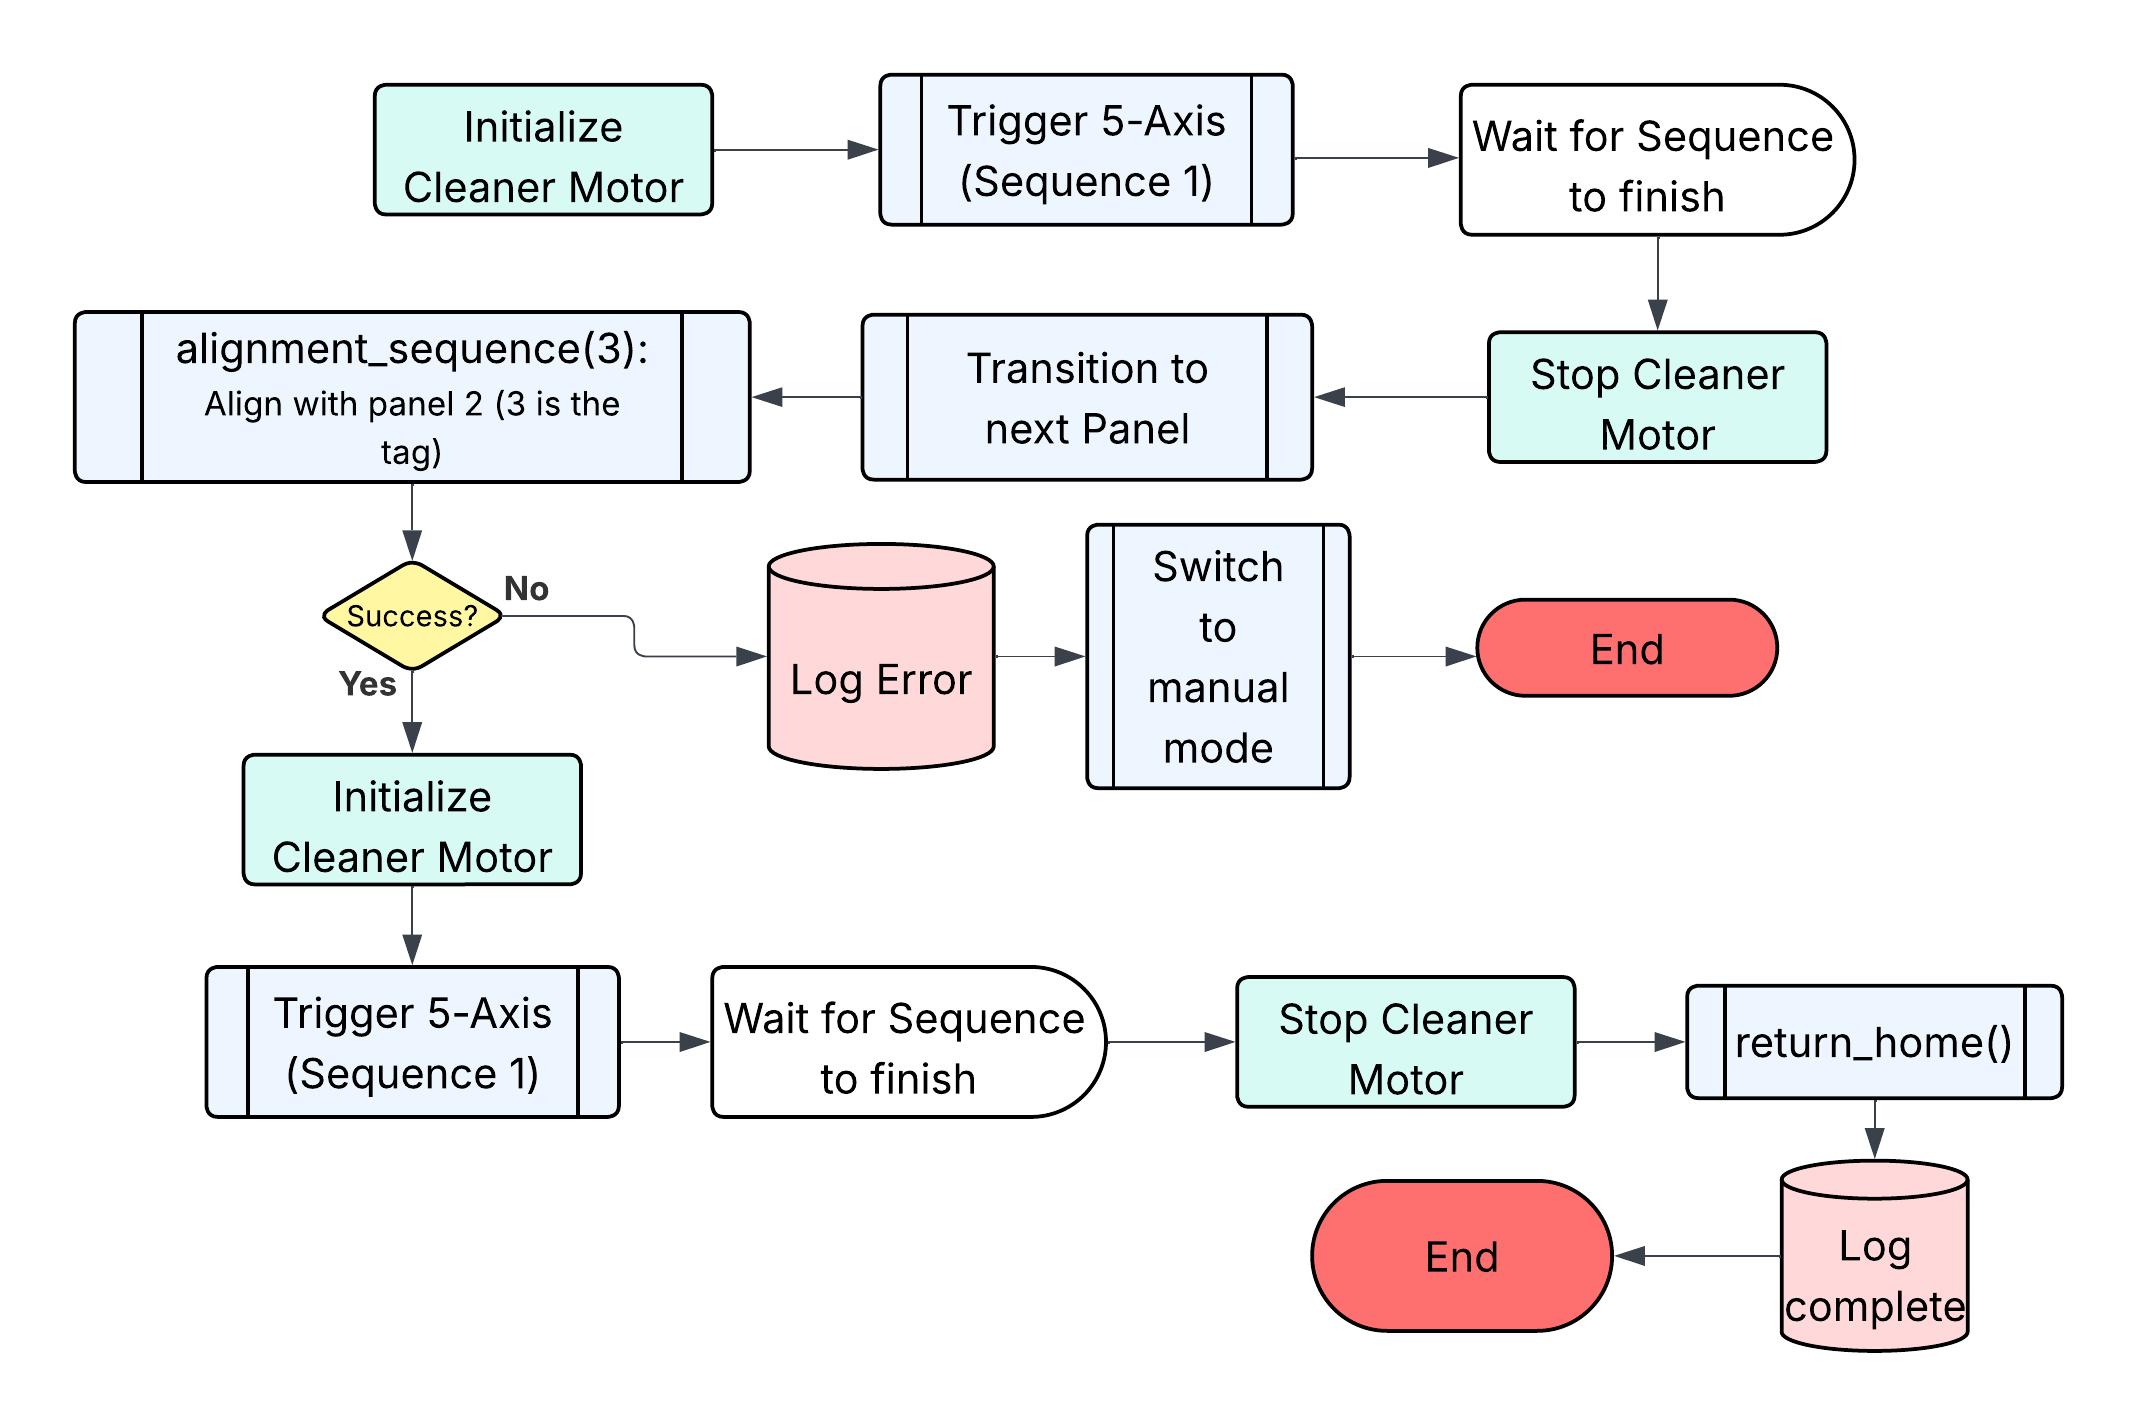 Initialize
Cleaner Motor
Trigger 5-Axis
(Sequence 1)
Wait for Sequence
to finish
Stop Cleaner
Motor
Transition to
next Panel
alignment_sequence(3):
Align with panel 2 (3 is the
tag)
Success?
No
Log Error
Switch
to
manual
mode
End
Yes
Initialize
Cleaner Motor
Trigger 5-Axis
(Sequence 1)
Wait for Sequence
to finish
Stop Cleaner
Motor
return_home()
Log
complete
End